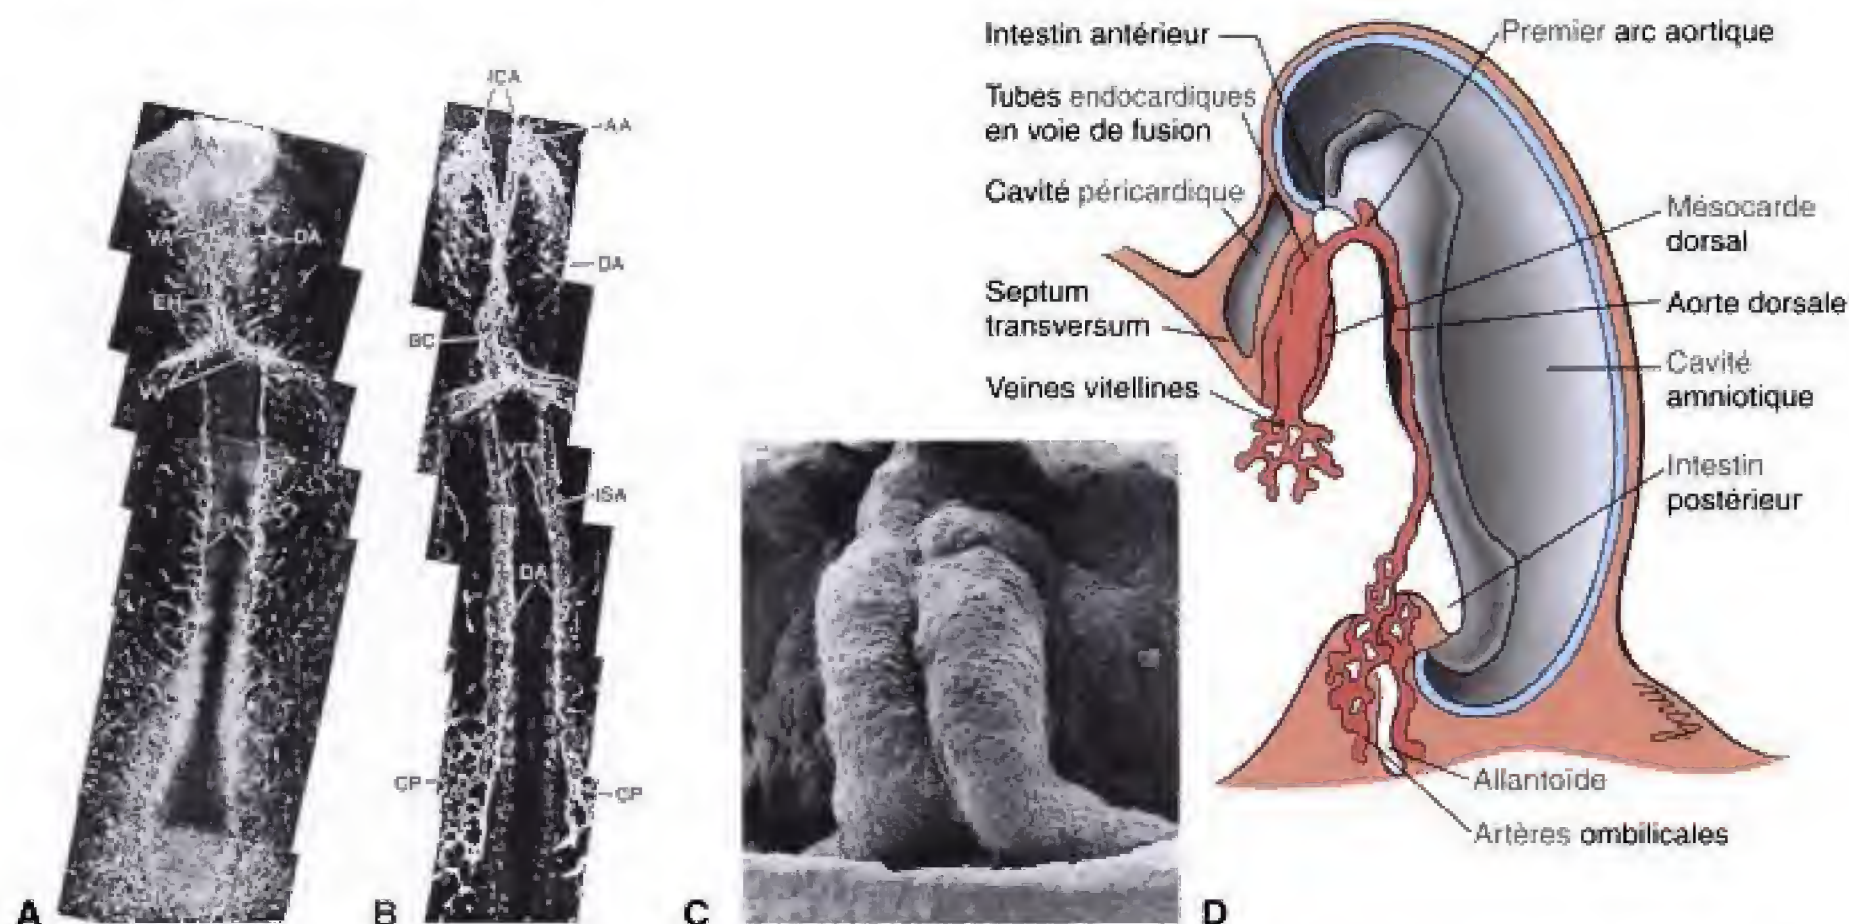 ICA
AA
AA
VA
DA
DA
EH
BC
VTA
ISA
DA
DA
CP
CP
A
B
C
D
Intestin antérieur
Tubes endocardiques
en voie de fusion
Cavité péricardique
Septum
transversum
Veines vitellines
Premier arc aortique
Mésocarde
dorsal
Aorte dorsale
Cavité
amniotique
Intestin
postérieur
Allantoïde
Artères ombilicales